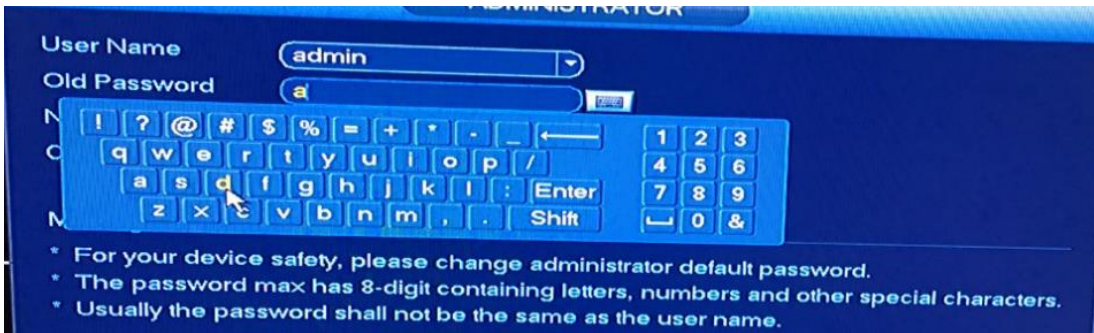 ADMINISTRATOR
User Name admin
Old Password a
N ! ? @ # $ % = + * - _ 1 2 3
C q w e r t y u i o p / 4 5 6
a s d f g h j k l : Enter 7 8 9
M z x c v b n m , . Shift 0 &
* For your device safety, please change administrator default password.
* The password max has 8-digit containing letters, numbers and other special characters.
* Usually the password shall not be the same as the user name.